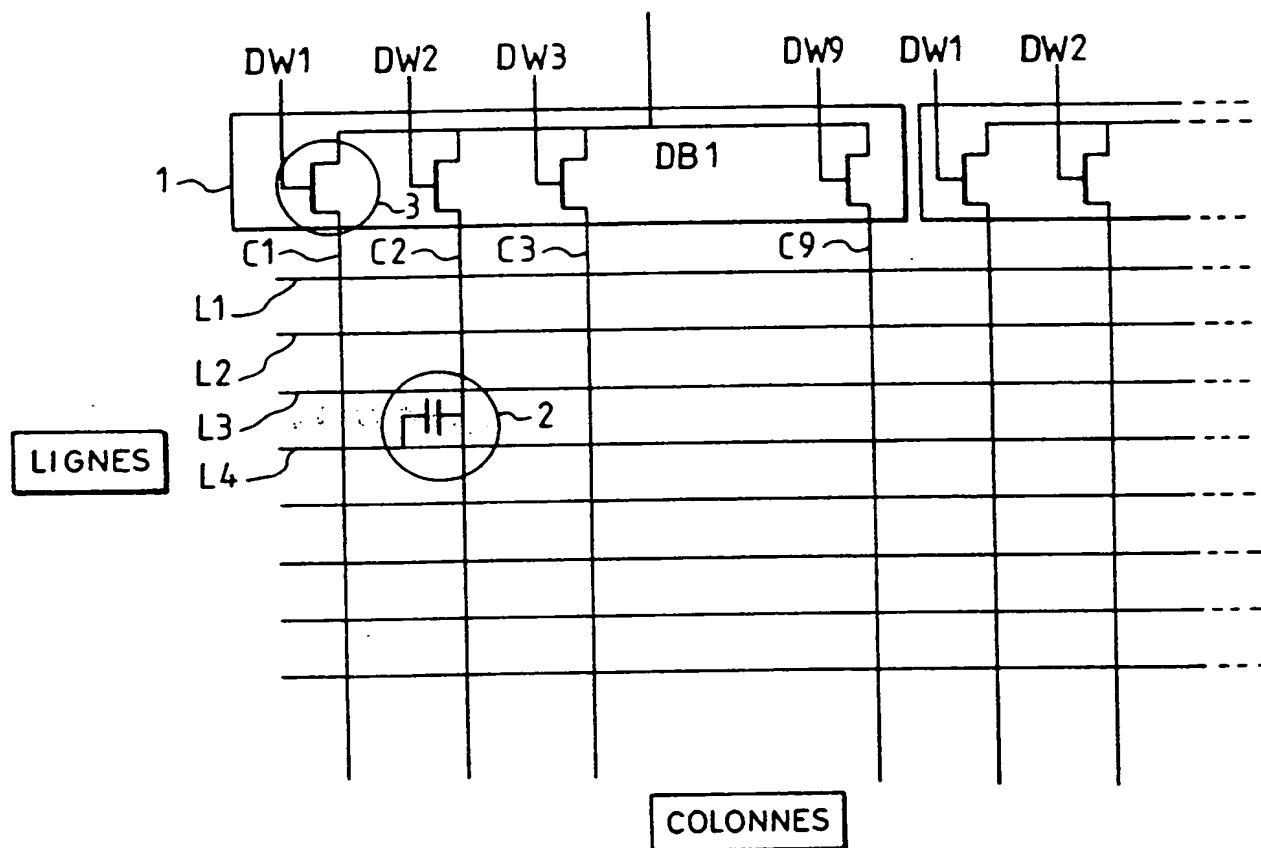 DW1 DW2 DW3 DW9 DW1 DW2
DB1
1
3
C1 C2 C3 C9
L1
L2
L3 2
LIGNES
L4
COLONNES